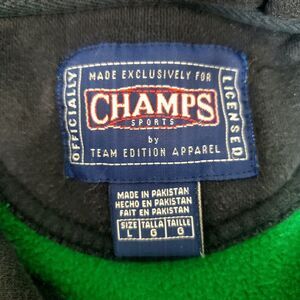 OFFICIALLY
MADE EXCLUSIVELY FOR
CHAMPS
SPORTS
by
TEAM EDITION APPAREL
LICENSED
MADE IN PAKISTAN
HECHO EN PAKISTAN
FAIT EN PAKISTAN
SIZE TALLA TAILLE
L G G